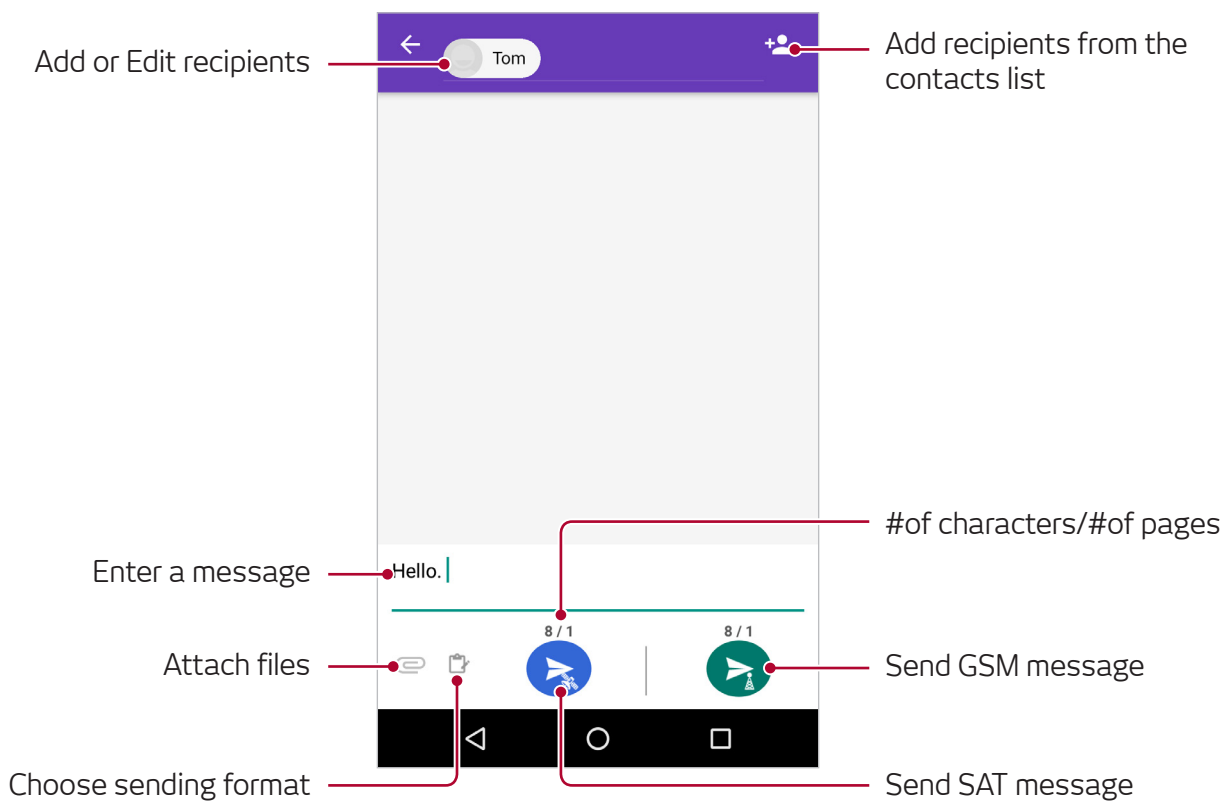 Add or Edit recipients
Tom
Add recipients from the
contacts list
#of characters/#of pages
Enter a message
Hello.
8 / 1
8 / 1
Attach files
Send GSM message
Choose sending format
Send SAT message